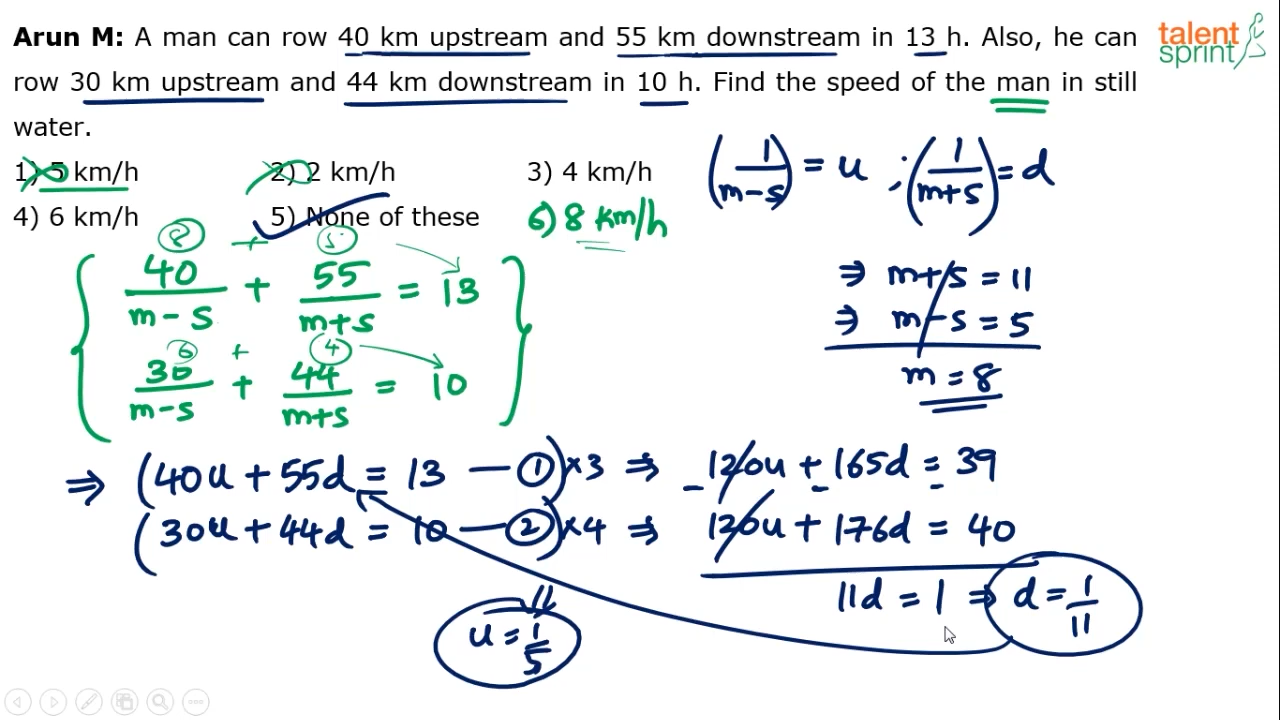 Arun M: A man can row 40 km upstream and 55 km downstream in 13 h. Also, he can
row 30 km upstream and 44 km downstream in 10 h. Find the speed of the man in still
water.
talent
sprint
1) 5 km/h 2) 2 km/h 3) 4 km/h
4) 6 km/h 5) None of these 6) 8 km/h
(1/(m-s)) = u ; (1/(m+s)) = d
8 + 5
40/(m-s) + 55/(m+s) = 13
6 + 4
30/(m-s) + 44/(m+s) = 10
⇒ m+s = 11
⇒ m-s = 5
m = 8
⇒ (40u + 55d = 13 — ①)×3 ⇒ 120u + 165d = 39
(30u + 44d = 10 — ②)×4 ⇒ 120u + 176d = 40
11d = 1 ⇒ d = 1/11
u = 1/5